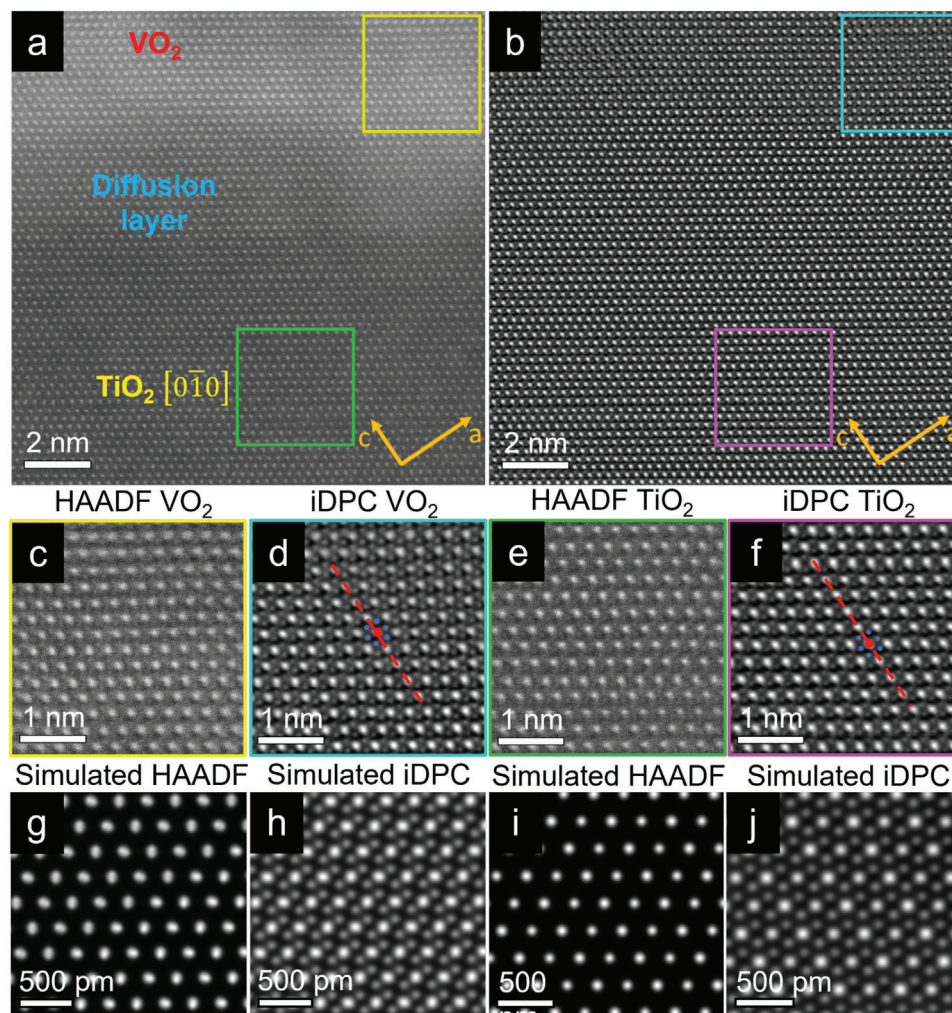 a
VO₂
Diffusion
layer
TiO₂ [01̅0]
c
a
2 nm
b
c
2 nm
HAADF VO₂
iDPC VO₂
HAADF TiO₂
iDPC TiO₂
c
1 nm
d
1 nm
e
1 nm
f
1 nm
Simulated HAADF
Simulated iDPC
Simulated HAADF
Simulated iDPC
g
500 pm
h
500 pm
i
500
j
500 pm